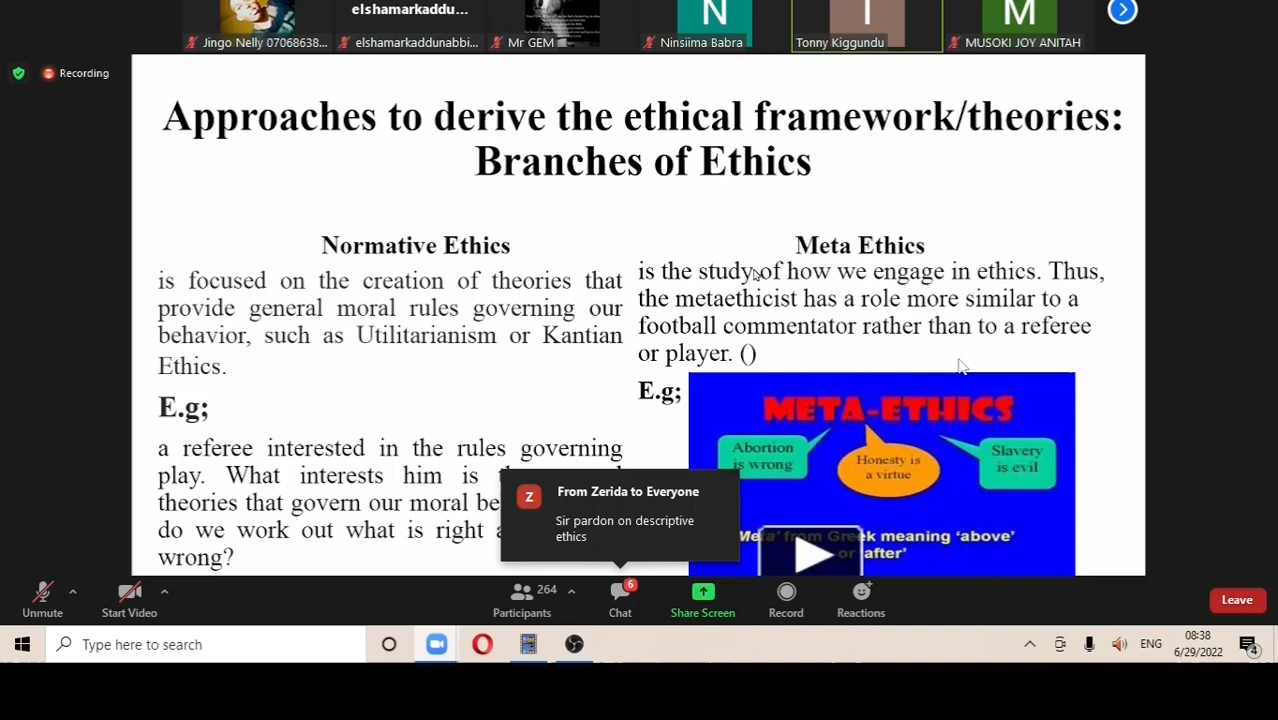 elshamarkaddu...
N
I
M
Jingo Nelly 07068638...
elshamarkaddunabbi...
Mr GEM
Ninsiima Babra
Tonny Kiggundu
MUSOKI JOY ANITAH
Recording
Approaches to derive the ethical framework/theories:
Branches of Ethics
Normative Ethics
is focused on the creation of theories that
provide general moral rules governing our
behavior, such as Utilitarianism or Kantian
Ethics.
E.g;
a referee interested in the rules governing
play. What interests him is
theories that govern our moral
do we work out what is right
wrong?
Meta Ethics
is the study of how we engage in ethics. Thus,
the metaethicist has a role more similar to a
football commentator rather than to a referee
or player. ()
E.g;
META-ETHICS
Abortion
is wrong
Honesty is
a virtue
Slavery
is evil
from Greek meaning ‘above’
or ‘after’
Z
From Zerida to Everyone
Sir pardon on descriptive
ethics
Unmute
Start Video
264
Participants
6
Chat
Share Screen
Record
Reactions
Leave
Type here to search
ENG
08:38
6/29/2022
4